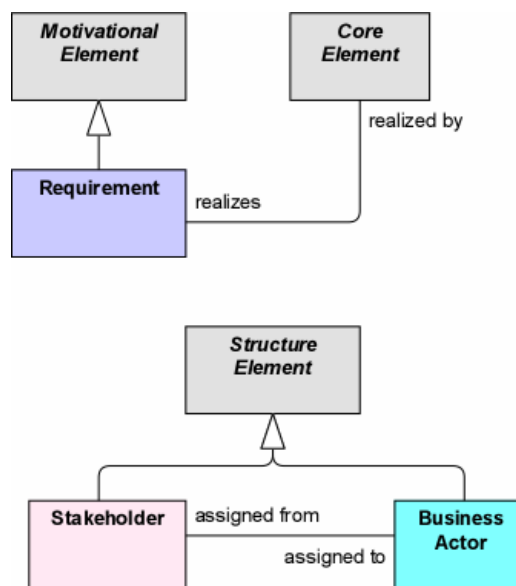 Motivational
Element
Core
Element
realized by
Requirement
realizes
Structure
Element
Stakeholder
assigned from
Business
Actor
assigned to